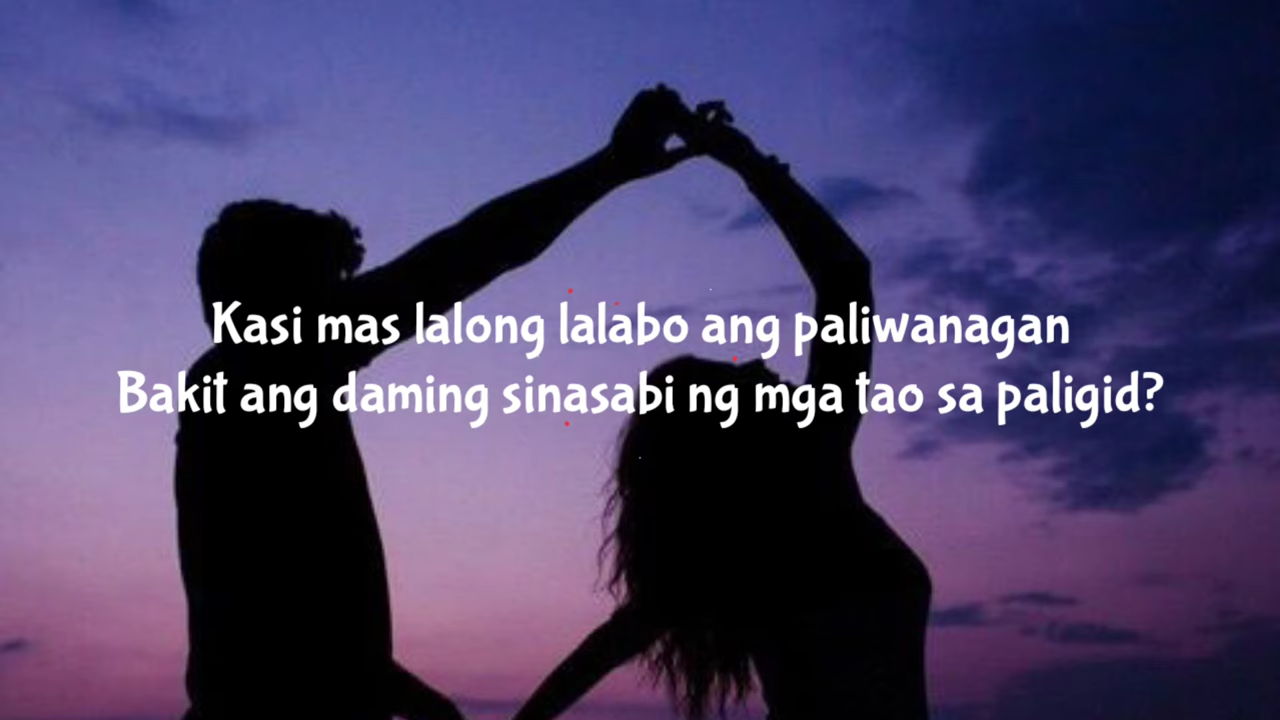 Kasi mas lalong lalabo ang paliwanagan
Bakit ang daming sinasabi ng mga tao sa paligid?